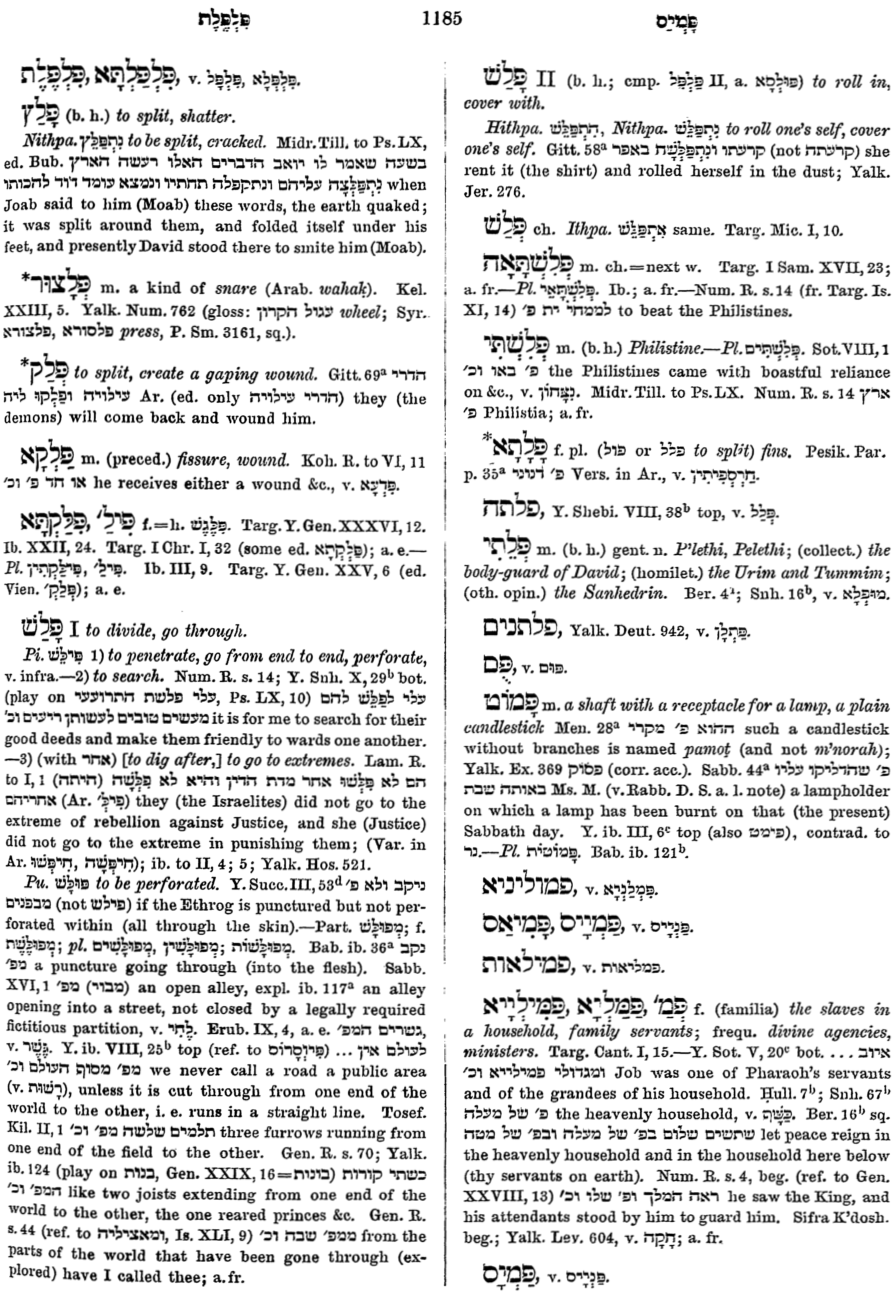 פִּלְפֶּלֶת 1185 פָּמְיַס
פִּלְפַּלְתָּא, פִּלְפֶּלֶת, v. פִּלְפְּלָא, פִּלְפָּל.
פָּלַץ (b. h.) to split, shatter.
Nithpa. נִתְפַּלֵּץ to be split, cracked. Midr. Till. to Ps. LX,
ed. Bub. בשעה שאמר לו יואב הדברים האלו רעשה הארץ
נִתְפַּלְּצָה עליהם ונתקפלה תחתיו ונמצא עומד דוד להכותו when
Joab said to him (Moab) these words, the earth quaked;
it was split around them, and folded itself under his
feet, and presently David stood there to smite him (Moab).
*פְּלָצוּר m. a kind of snare (Arab. wahaḳ). Kel.
XXIII, 5. Yalk. Num. 762 (gloss: עגול הקרון wheel; Syr.
פלסורא, פלצורא press, P. Sm. 3161, sq.).
*פְּלַק to split, create a gaping wound. Gitt. 69a הדרי
עילויה ופלקו ליה Ar. (ed. only הדרי עילויה) they (the
demons) will come back and wound him.
פִּלְקָא m. (preced.) fissure, wound. Koh. R. to VI, 11
או חד פ׳ וכ׳ he receives either a wound &c., v. פִּדְעָא.
פִּלַּקְתָּא, פִּילַ׳ f.=h. פִּלֶּגֶשׁ. Targ. Y. Gen. XXXVI, 12.
Ib. XXII, 24. Targ. I Chr. I, 32 (some ed. פַּלְקְתָא); a. e.—
Pl. פִּילַקְתִין, פִּילַ׳. Ib. III, 9. Targ. Y. Gen. XXV, 6 (ed.
Vien. פַּלְקְ׳); a. e.
פָּלַשׁ I to divide, go through.
Pi. פִּילֵּשׁ 1) to penetrate, go from end to end, perforate,
v. infra.—2) to search. Num. R. s. 14; Y. Snh. X, 29b bot.
(play on עלי פלשת התרועעי, Ps. LX, 10) עלי לפַלֵּשׁ להם
מעשים טובים לעשותן ריעים וכ׳ it is for me to search for their
good deeds and make them friendly to wards one another.
—3) (with אחר) [to dig after,] to go to extremes. Lam. R.
to I, 1 הם לא פִלְּשׁוּ אחר מדת הדין והיא לא פִלְּשָׁה (היתה)
אחריהם (Ar. פִילְּ׳) they (the Israelites) did not go to the
extreme of rebellion against Justice, and she (Justice)
did not go to the extreme in punishing them; (Var. in
Ar. חִיפְּשָׁה, חִיפְּשׁוּ); ib. to II, 4; 5; Yalk. Hos. 521.
Pu. פּוּלַּשׁ to be perforated. Y. Succ. III, 53d ניקב ולא פ׳
מבפנים (not פילש) if the Ethrog is punctured but not per-
forated within (all through the skin).—Part. מְפוּלָּשׁ; f.
מְפוּלֶּשֶׁת; pl. מְפוּלָּשִׁים, מְפוּלָּשִׁין; מְפוּלָּשׁוֹת. Bab. ib. 36a נקב
מפ׳ a puncture going through (into the flesh). Sabb.
XVI, 1 מפ׳ (מבוי) an open alley, expl. ib. 117a an alley
opening into a street, not closed by a legally required
fictitious partition, v. לֶחִי. Erub. IX, 4, a. e. גשרים המפ׳,
v. גֶּשֶׁר. Y. ib. VIII, 25b top (ref. to פִּיוְסָרוֹס) ... לעולם אין
מפ׳ מסוף העולם וכ׳ we never call a road a public area
(v. רְשׁוּת), unless it is cut through from one end of the
world to the other, i. e. runs in a straight line. Tosef.
Kil. II, 1 תלמים שלשה מפ׳ וכ׳ three furrows running from
one end of the field to the other. Gen. R. s. 70; Yalk.
ib. 124 (play on בנות, Gen. XXIX, 16=בונות) כשתי קורות
המפ׳ וכ׳ like two joists extending from one end of the
world to the other, the one reared princes &c. Gen. R.
s. 44 (ref. to ומאציליה, Is. XLI, 9) ממפ׳ שבה וכ׳ from the
parts of the world that have been gone through (ex-
plored) have I called thee; a. fr.
פָּלַשׁ II (b. h.; cmp. פַּלְפֵּל II, a. פּוּלְסָא) to roll in,
cover with.
Hithpa. הִתְפַּלֵּשׁ, Nithpa. נִתְפַּלֵּשׁ to roll one's self, cover
one's self. Gitt. 58a קרעתו ונִתְפַּלְּשָׁה באפר (not קרעתה) she
rent it (the shirt) and rolled herself in the dust; Yalk.
Jer. 276.
פְּלַשׁ ch. Ithpa. אִתְפַּלַּשׁ same. Targ. Mic. I, 10.
פְּלִשְׁתָּאָה m. ch.=next w. Targ. I Sam. XVII, 23;
a. fr.—Pl. פְּלִשְׁתָּאֵי. Ib.; a. fr.—Num. R. s. 14 (fr. Targ. Is.
XI, 14) לממחי ית פ׳ to beat the Philistines.
פְּלִשְׁתִּי m. (b. h.) Philistine.—Pl. פְּלִשְׁתִּים. Sot. VIII, 1
פ׳ באו וכ׳ the Philistines came with boastful reliance
on &c., v. נִצָּחוֹן. Midr. Till. to Ps. LX. Num. R. s. 14 ארץ
פ׳ Philistia; a. fr.
*פָּלָתָא f. pl. (פול or פלל to split) fins. Pesik. Par.
p. 35a פ׳ דנוני Vers. in Ar., v. חַרְסְפִיתִין.
פלתה, Y. Shebi. VIII, 38b top, v. פְּלַל.
פְּלֵתִי m. (b. h.) gent. n. P'lethi, Pelethi; (collect.) the
body-guard of David; (homilet.) the Urim and Tummim;
(oth. opin.) the Sanhedrin. Ber. 4a; Snh. 16b, v. מוּפְלָא.
פלתנים, Yalk. Deut. 942, v. פַּתְלָן.
פֻּם, v. פּוּם.
פָּמוֹט m. a shaft with a receptacle for a lamp, a plain
candlestick Men. 28a ההוא פ׳ מקרי such a candlestick
without branches is named pamoṭ (and not m'norah);
Yalk. Ex. 369 פסוק (corr. acc.). Sabb. 44a פ׳ שהדליקו עליו
באותה שבת Ms. M. (v. Rabb. D. S. a. l. note) a lampholder
on which a lamp has been burnt on that (the present)
Sabbath day. Y. ib. III, 6c top (also פימט), contrad. to
נר.—Pl. פָּמוֹטוֹת. Bab. ib. 121b.
פמוליניא, v. פְּמַלְנְיָא.
פָּמִיאַס, פַּמְיָיס, v. פַּנְיָיס.
פמילאות, v. פמליאות.
פָּמִילְיָיא, פַּמַּלְיָא, פַּמְ׳ f. (familia) the slaves in
a household, family servants; frequ. divine agencies,
ministers. Targ. Cant. I, 15.—Y. Sot. V, 20c bot. ... איוב
ומגדולי פמילייא וכ׳ Job was one of Pharaoh's servants
and of the grandees of his household. Ḥull. 7b; Snh. 67b
פ׳ של מעלה the heavenly household, v. כַּשָּׁף. Ber. 16b sq.
שתשים שלום בפ׳ של מעלה ובפ׳ של מטה let peace reign in
the heavenly household and in the household here below
(thy servants on earth). Num. R. s. 4, beg. (ref. to Gen.
XXVIII, 13) ראה המלך ופ׳ שלו וכ׳ he saw the King, and
his attendants stood by him to guard him. Sifra K'dosh.
beg.; Yalk. Lev. 604, v. חֻקָּה; a. fr.
פַּמְיָס, v. פַּנְיָיס.